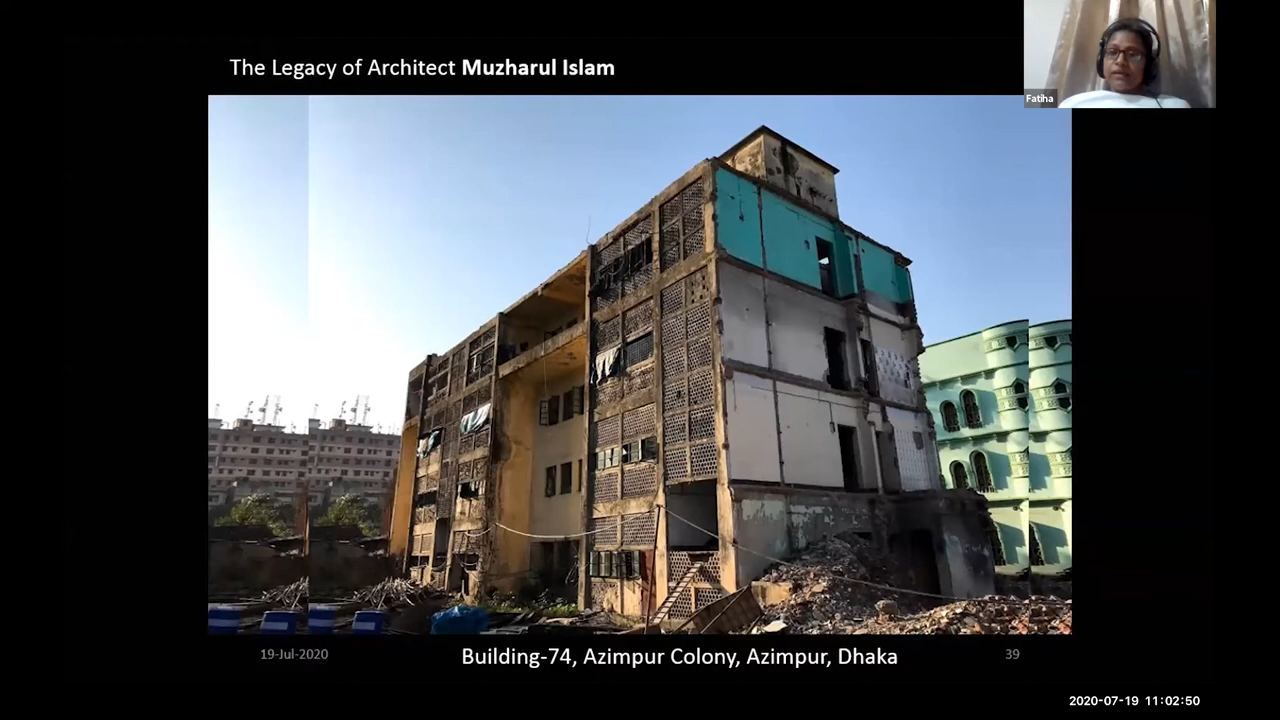 The Legacy of Architect Muzharul Islam
Fatiha
19-Jul-2020
Building-74, Azimpur Colony, Azimpur, Dhaka
39
2020-07-19 11:02:50